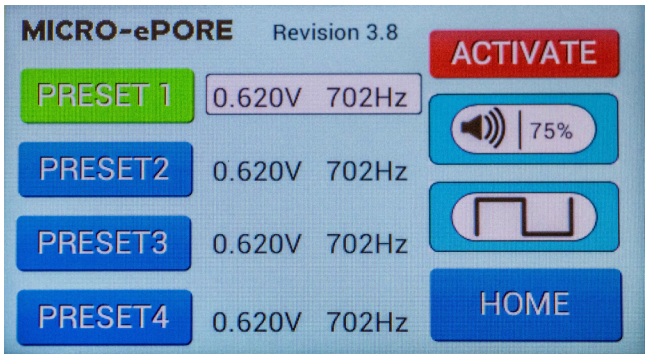 MICRO-ePORE Revision 3.8
ACTIVATE
PRESET 1 0.620V 702Hz
75%
PRESET2 0.620V 702Hz
PRESET3 0.620V 702Hz
HOME
PRESET4 0.620V 702Hz